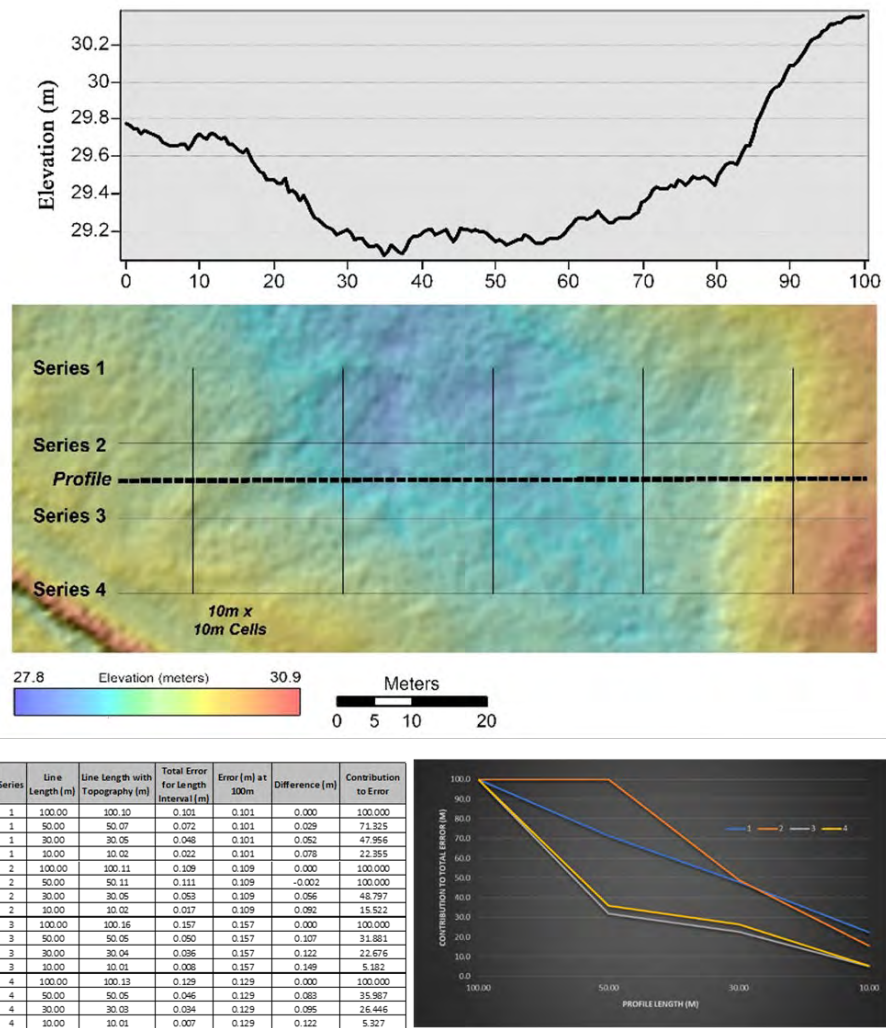 Elevation (m)
30.2
30
29.8
29.6
29.4
29.2
0 10 20 30 40 50 60 70 80 90 100
Series 1
Series 2
Profile
Series 3
Series 4
10m x
10m Cells
27.8 Elevation (meters) 30.9
Meters
0 5 10 20
Series Line Length (m) Line Length with Topography (m) Total Error for Length Interval (m) Error (m) at 100m Difference (m) Contribution to Error
1 100.00 100.10 0.101 0.101 0.000 100.000
1 50.00 50.07 0.072 0.101 0.029 71.325
1 30.00 30.05 0.048 0.101 0.052 47.956
1 10.00 10.02 0.022 0.101 0.078 22.355
2 100.00 100.11 0.109 0.109 0.000 100.000
2 50.00 50.11 0.111 0.109 -0.002 100.000
2 30.00 30.05 0.053 0.109 0.056 48.797
2 10.00 10.02 0.017 0.109 0.092 15.522
3 100.00 100.16 0.157 0.157 0.000 100.000
3 50.00 50.05 0.050 0.157 0.107 31.881
3 30.00 30.04 0.036 0.157 0.122 22.676
3 10.00 10.01 0.008 0.157 0.149 5.182
4 100.00 100.13 0.129 0.129 0.000 100.000
4 50.00 50.05 0.046 0.129 0.083 35.987
4 30.00 30.03 0.034 0.129 0.095 26.446
4 10.00 10.01 0.007 0.129 0.122 5.327
CONTRIBUTION TO TOTAL ERROR (M)
100.0
90.0
80.0
70.0
60.0
50.0
40.0
30.0
20.0
10.0
0.0
1 2 3 4
100.00 50.00 30.00 10.00
PROFILE LENGTH (M)